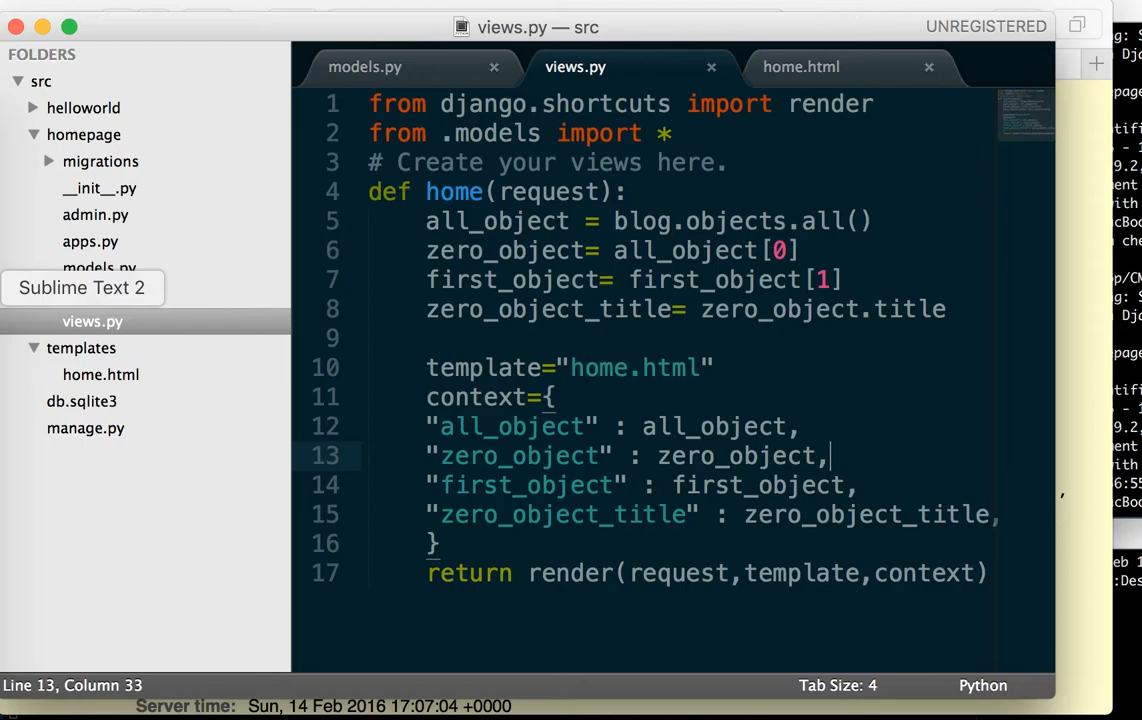 views.py — src
UNREGISTERED
FOLDERS
src
helloworld
homepage
migrations
__init__.py
admin.py
apps.py
models.py
Sublime Text 2
views.py
templates
home.html
db.sqlite3
manage.py
models.py
views.py
home.html
1 from django.shortcuts import render
2 from .models import *
3 # Create your views here.
4 def home(request):
5 all_object = blog.objects.all()
6 zero_object= all_object[0]
7 first_object= first_object[1]
8 zero_object_title= zero_object.title
9
10 template="home.html"
11 context={
12 "all_object" : all_object,
13 "zero_object" : zero_object,
14 "first_object" : first_object,
15 "zero_object_title" : zero_object_title,
16 }
17 return render(request,template,context)
Line 13, Column 33
Tab Size: 4
Python
Server time: Sun, 14 Feb 2016 17:07:04 +0000